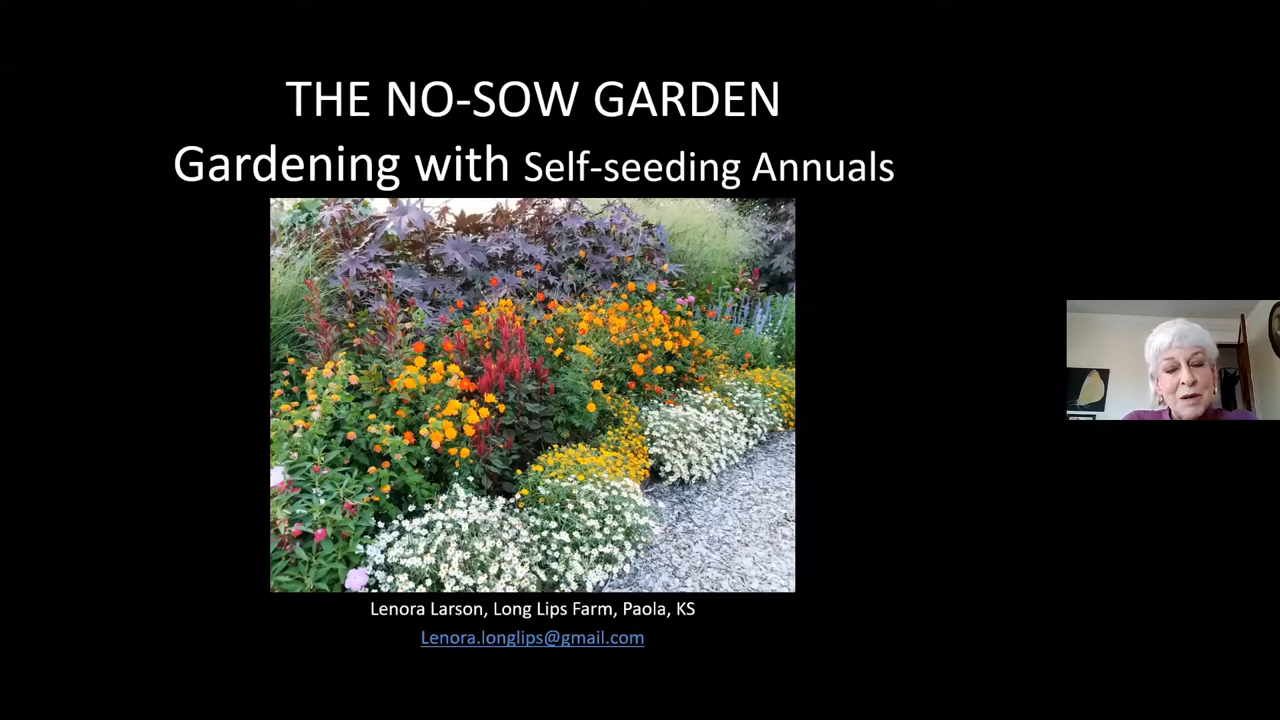 THE NO-SOW GARDEN
Gardening with Self-seeding Annuals
Lenora Larson, Long Lips Farm, Paola, KS
Lenora.longlips@gmail.com